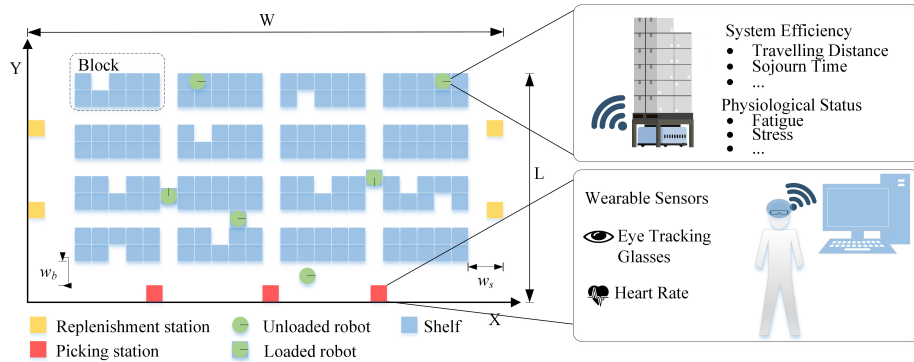 W
Y
Block
L
w_b
w_s
X
System Efficiency
● Travelling Distance
● Sojourn Time
● ...
Physiological Status
● Fatigue
● Stress
● ...
Wearable Sensors
Eye Tracking
Glasses
Heart Rate
Replenishment station
Unloaded robot
Shelf
Picking station
Loaded robot